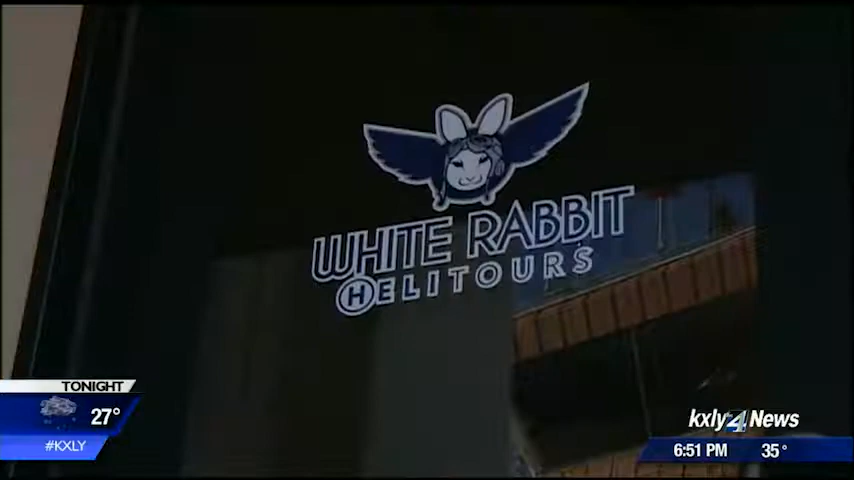 WHITE RABBIT
HELITOURS
TONIGHT
27°
#KXLY
kxly4News
6:51 PM 35°